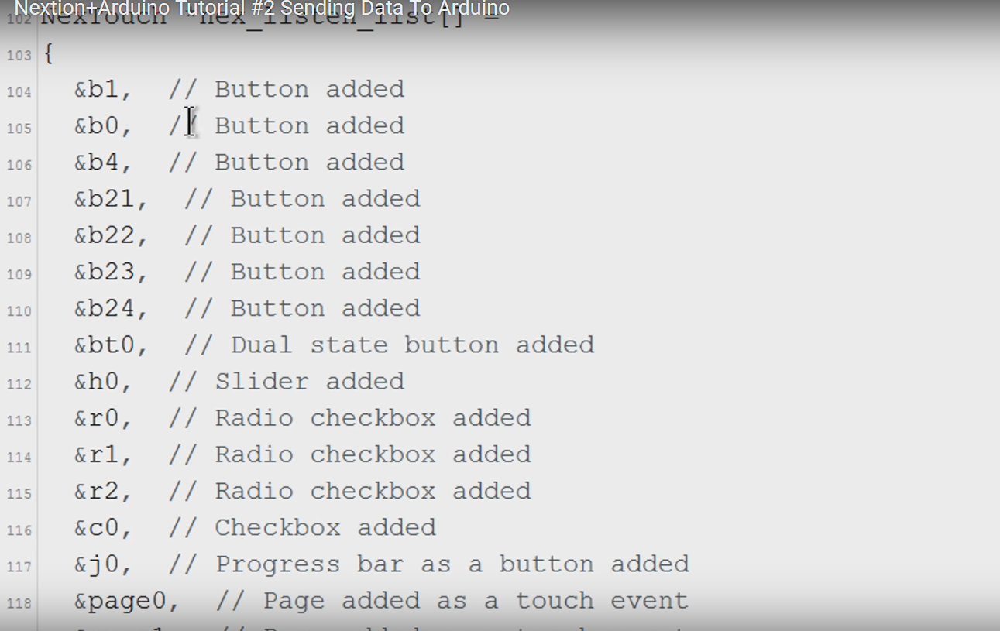 Nextion+Arduino Tutorial #2 Sending Data To Arduino
102 NexTouch *nex_listen_list[] =
103 {
104 &b1, // Button added
105 &b0, // Button added
106 &b4, // Button added
107 &b21, // Button added
108 &b22, // Button added
109 &b23, // Button added
110 &b24, // Button added
111 &bt0, // Dual state button added
112 &h0, // Slider added
113 &r0, // Radio checkbox added
114 &r1, // Radio checkbox added
115 &r2, // Radio checkbox added
116 &c0, // Checkbox added
117 &j0, // Progress bar as a button added
118 &page0, // Page added as a touch event